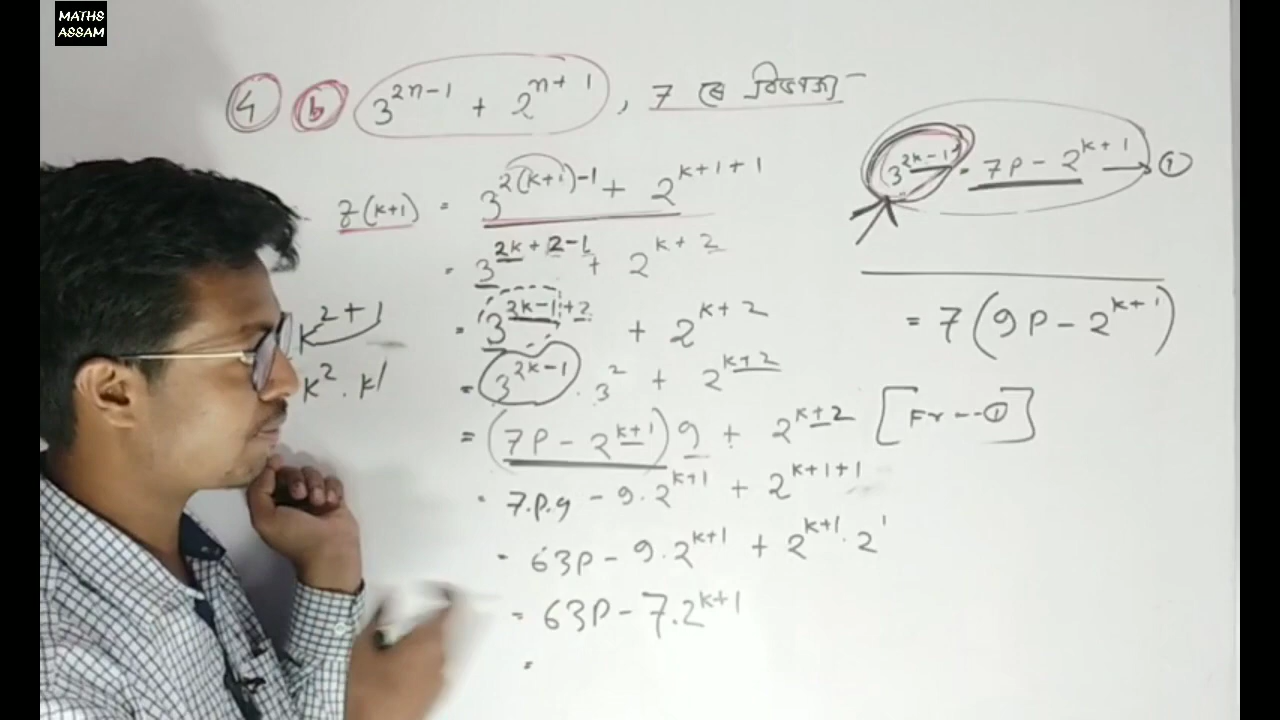 MATHS
ASSAM
4 b 3^{2n-1} + 2^{n+1}, 7 ৰে বিভাজ্য
3^{2k-1} = 7P - 2^{k+1} → ①
z(k+1) = 3^{2(k+1)-1} + 2^{k+1+1}
= 3^{2k+2-1} + 2^{k+2}
= 3^{2k-1+2} + 2^{k+2}
= 3^{2k-1} . 3^2 + 2^{k+2}
= (7P - 2^{k+1}) 9 + 2^{k+2} [Fr -- ①]
= 7.P.9 - 9.2^{k+1} + 2^{k+1+1}
= 63P - 9.2^{k+1} + 2^{k+1}.2^1
= 63P - 7.2^{k+1}
=
k^{2+1}
k^2 . k^1
= 7(9P - 2^{k+1})